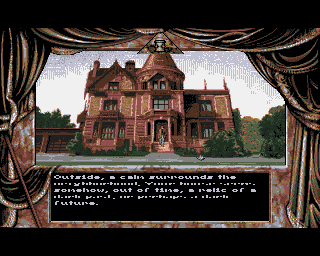 Outside, a calm surrounds the
neighborhood. Your house seems,
somehow, out of time, a relic of a
dark past, or perhaps a dark
future.